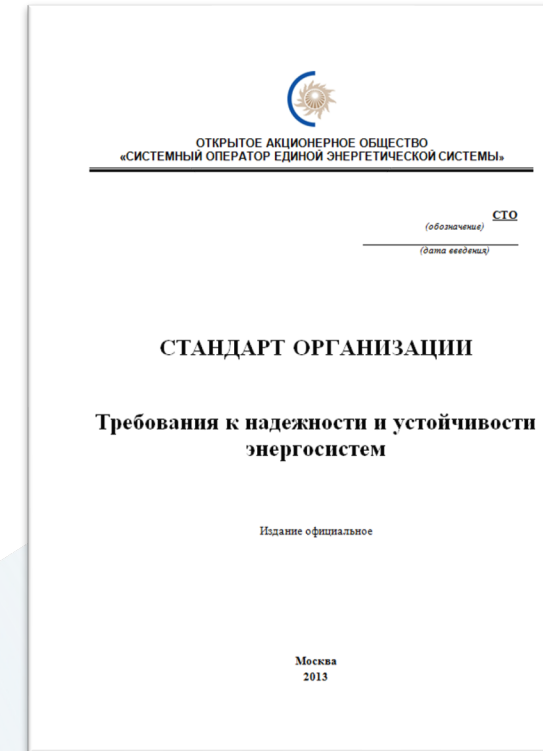 ОТКРЫТОЕ АКЦИОНЕРНОЕ ОБЩЕСТВО
«СИСТЕМНЫЙ ОПЕРАТОР ЕДИНОЙ ЭНЕРГЕТИЧЕСКОЙ СИСТЕМЫ»
СТО
(обозначение)
(дата введения)
СТАНДАРТ ОРГАНИЗАЦИИ
Требования к надежности и устойчивости
энергосистем
Издание официальное
Москва
2013